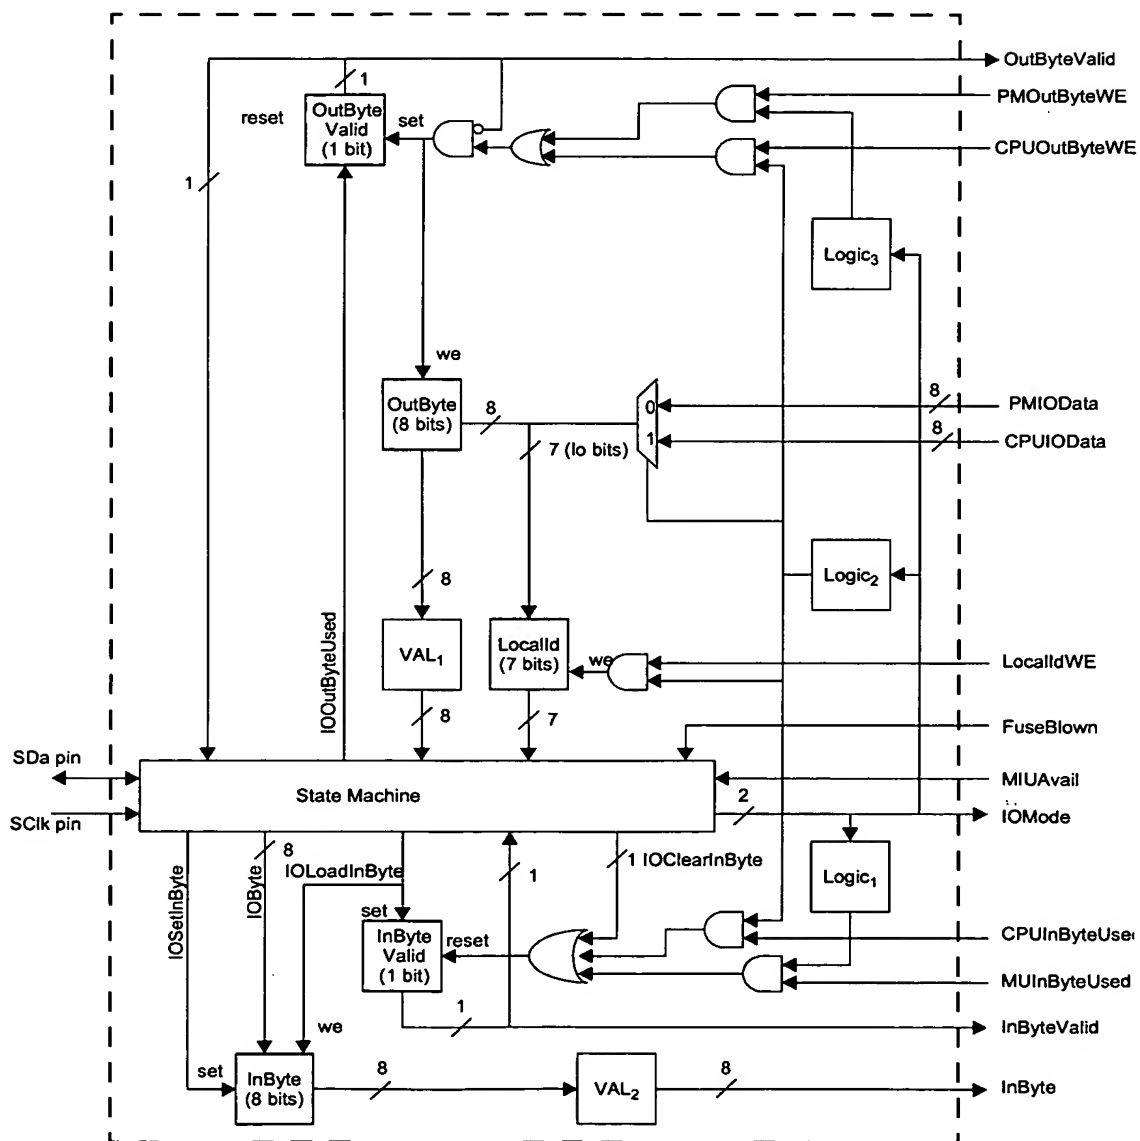 OutByteValid
1
PMOutByteWE
OutByte
Valid
(1 bit)
reset
set
CPUOutByteWE
1
Logic3
we
OutByte
(8 bits)
8
0
8
PMIOData
1
8
CPUIOData
7 (lo bits)
Logic2
8
IOOutByteUsed
VAL1
LocalId
(7 bits)
we
LocalIdWE
8
7
FuseBlown
SDa pin
MIUAvail
State Machine
2
IOMode
SClk pin
8
IOLoadInByte
1
1 IOClearInByte
Logic1
IOSetInByte
IOByte
set
InByte
Valid
(1 bit)
reset
CPUInByteUsed
MUInByteUsed
1
InByteValid
we
set
InByte
(8 bits)
8
VAL2
8
InByte